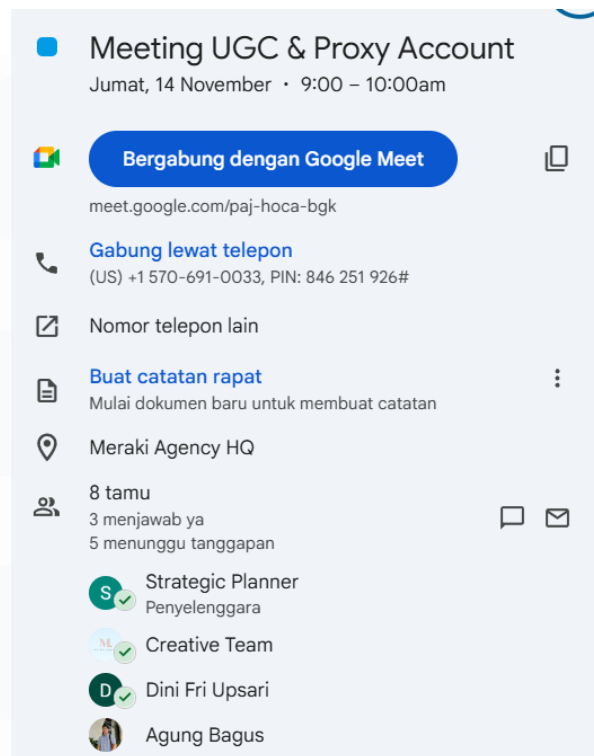 Meeting UGC & Proxy Account
Jumat, 14 November · 9:00 – 10:00am
Bergabung dengan Google Meet
meet.google.com/paj-hoca-bgk
Gabung lewat telepon
(US) +1 570-691-0033, PIN: 846 251 926#
Nomor telepon lain
Buat catatan rapat
Mulai dokumen baru untuk membuat catatan
Meraki Agency HQ
8 tamu
3 menjawab ya
5 menunggu tanggapan
S
Strategic Planner
Penyelenggara
Creative Team
D
Dini Fri Upsari
Agung Bagus